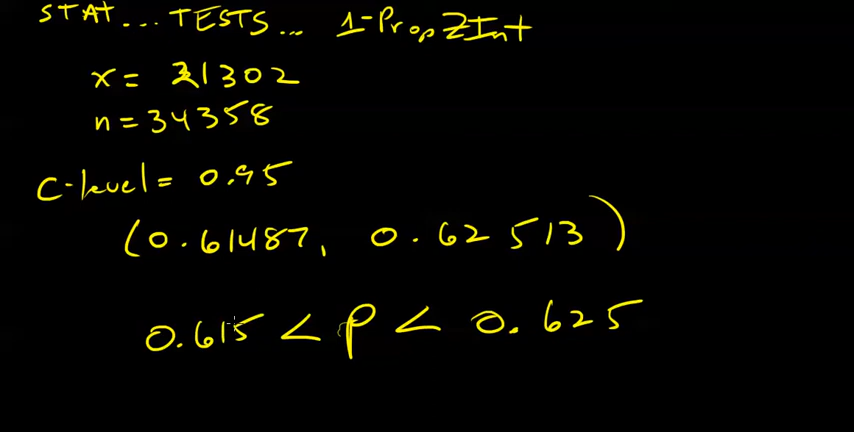 STAT... TESTS... 1-PropZInt
x = 21302
n = 34358
C-level = 0.95
(0.61487, 0.62513)
0.615 < p < 0.625